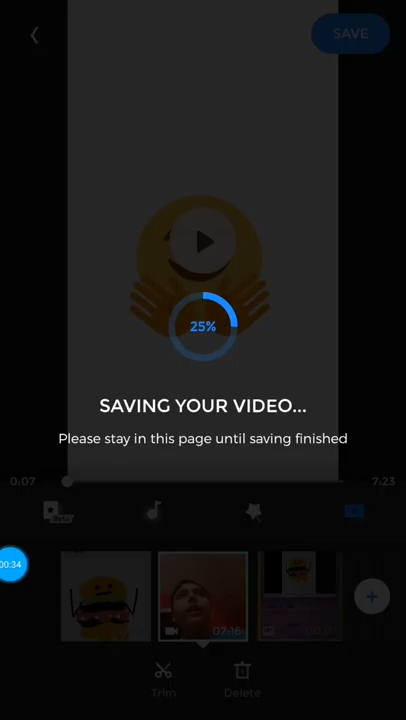 SAVE
25%
SAVING YOUR VIDEO...
Please stay in this page until saving finished
0:07
7:23
Beta
00:34
07:16
Trim
Delete